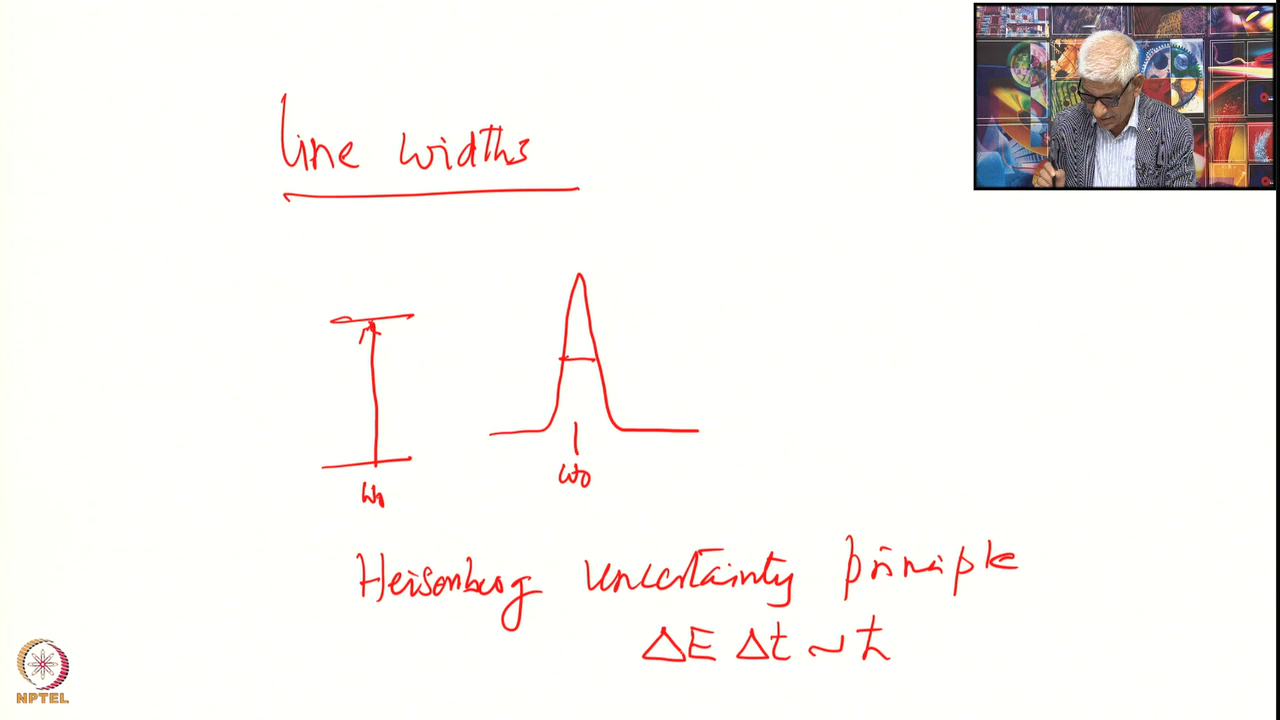 line widths
ω₀
ω₀
Heisenberg uncertainty principle
ΔE Δt ~ ħ
NPTEL